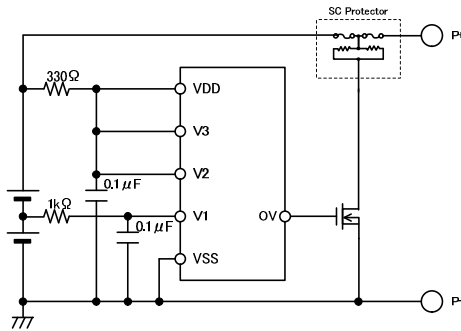 SC Protector
330Ω
VDD
V3
V2
0.1μF
1kΩ
V1
0.1μF
OV
VSS
P-